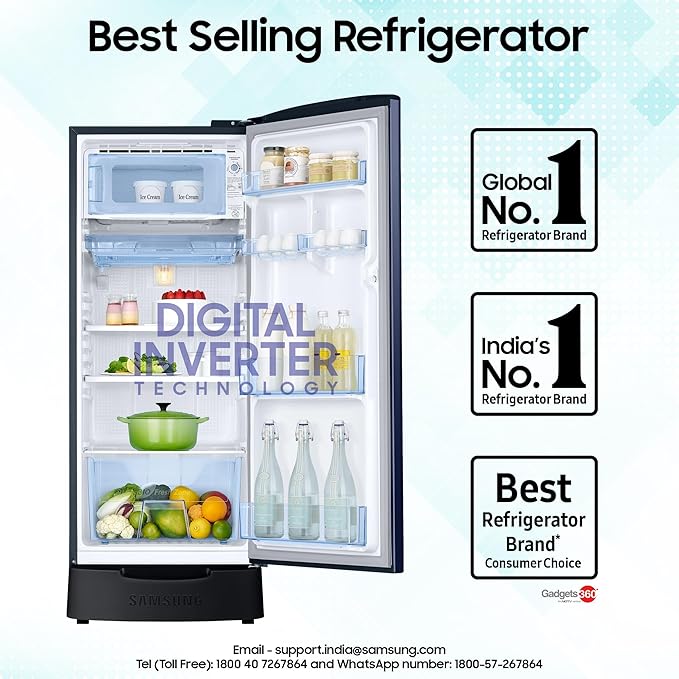 Best Selling Refrigerator
Global
No. 1
Refrigerator Brand
India's
No. 1
Refrigerator Brand
Best
Refrigerator
Brand*
Consumer Choice
Gadgets 360°
Ice Cream
Ice Cream
DIGITAL
INVERTER
TECHNOLOGY
Fresh Zone
SAMSUNG
Email - support.india@samsung.com
Tel (Toll Free): 1800 40 7267864 and WhatsApp number: 1800-57-267864